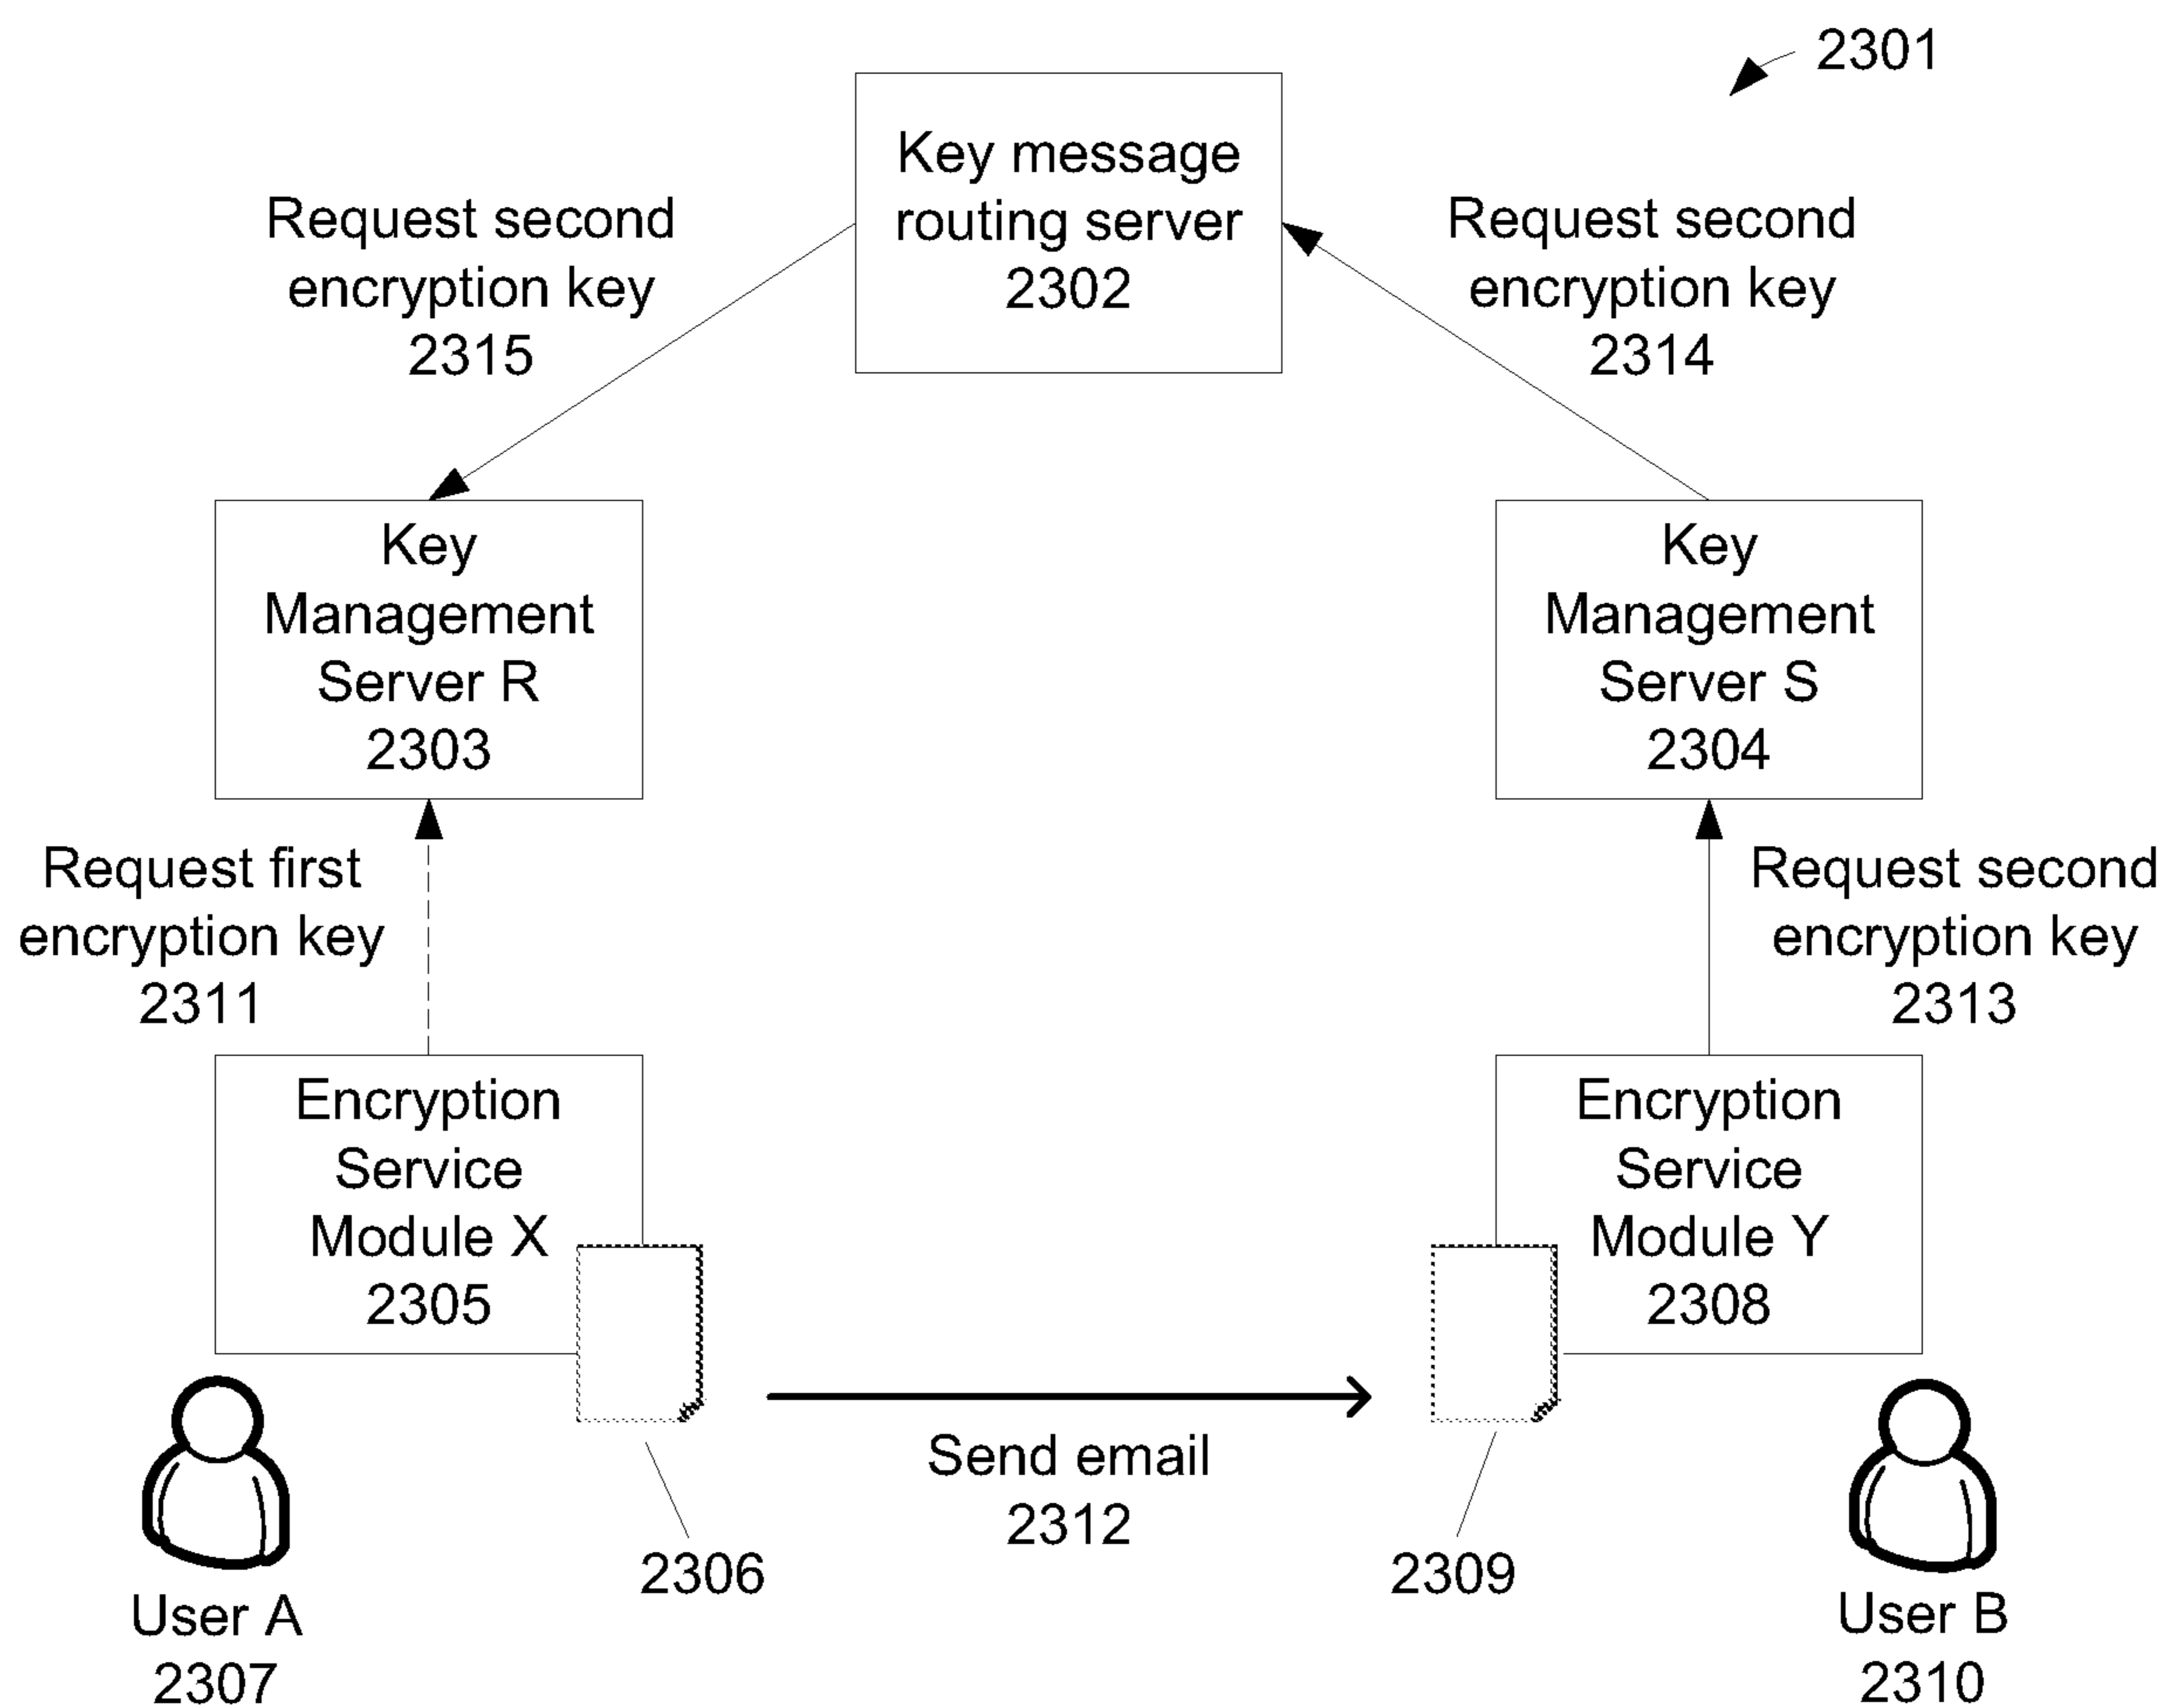 2301
Key message
routing server
2302
Request second
encryption key
2315
Request second
encryption key
2314
Key
Management
Server R
2303
Key
Management
Server S
2304
Request first
encryption key
2311
Request second
encryption key
2313
Encryption
Service
Module X
2305
Encryption
Service
Module Y
2308
Send email
2312
2306
2309
User A
2307
User B
2310